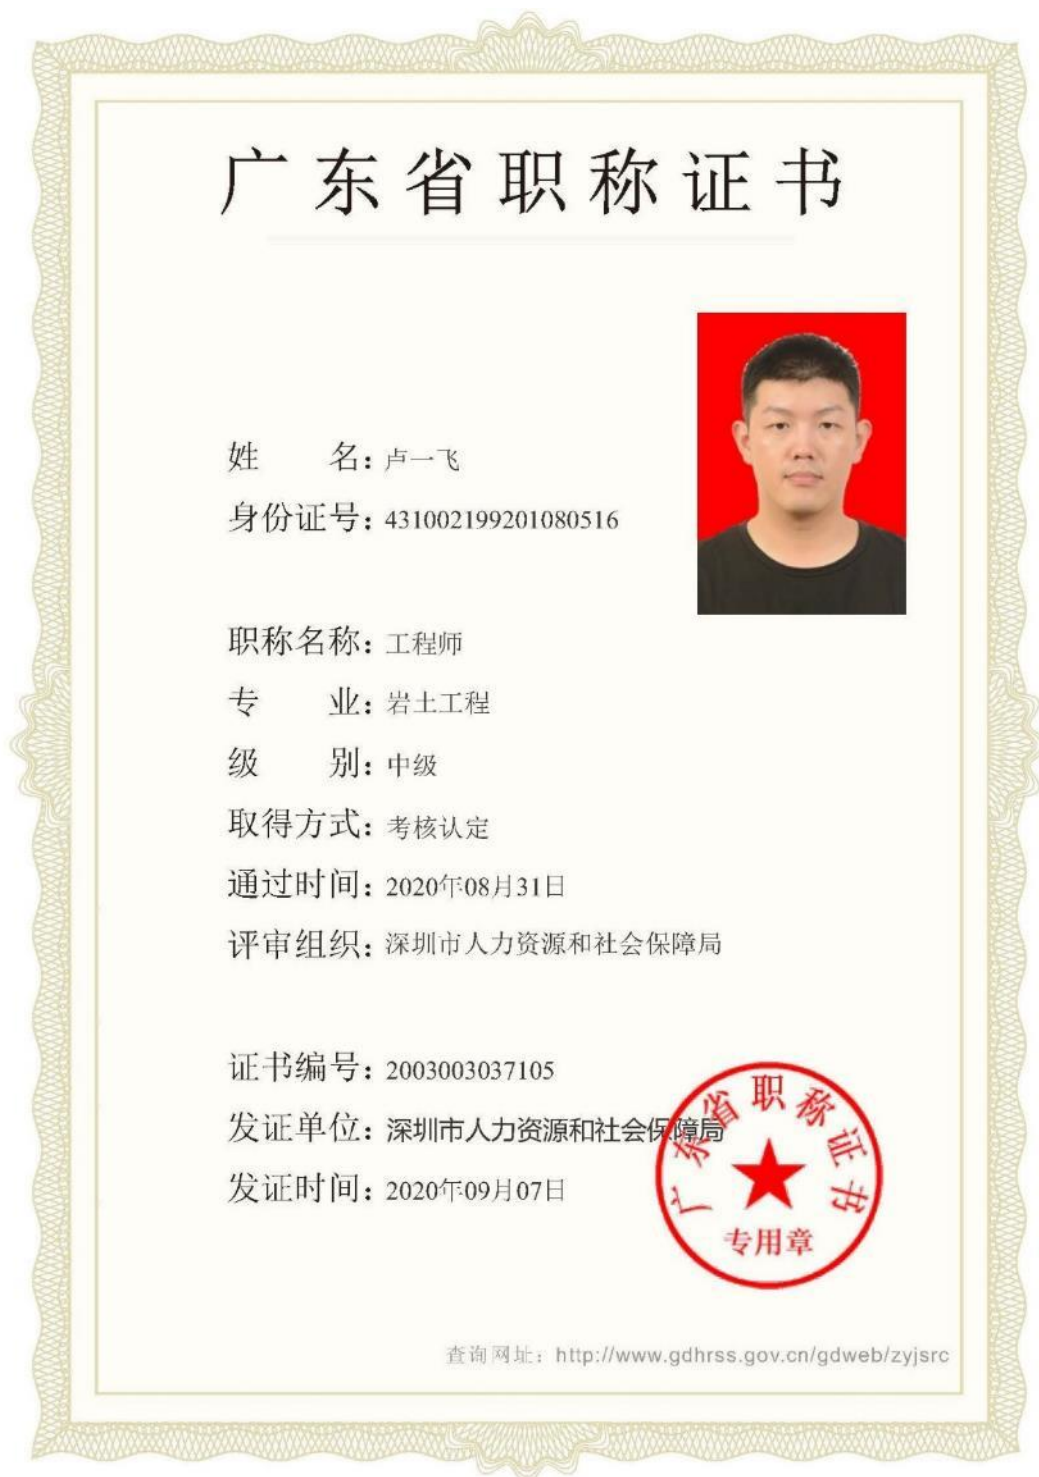 广东省职称证书
姓　　名：卢一飞
身份证号：431002199201080516
职称名称：工程师
专　　业：岩土工程
级　　别：中级
取得方式：考核认定
通过时间：2020年08月31日
评审组织：深圳市人力资源和社会保障局
证书编号：2003003037105
发证单位：深圳市人力资源和社会保障局
发证时间：2020年09月07日
广东省职称证书
专用章
查询网址：http://www.gdhrss.gov.cn/gdweb/zyjsrc